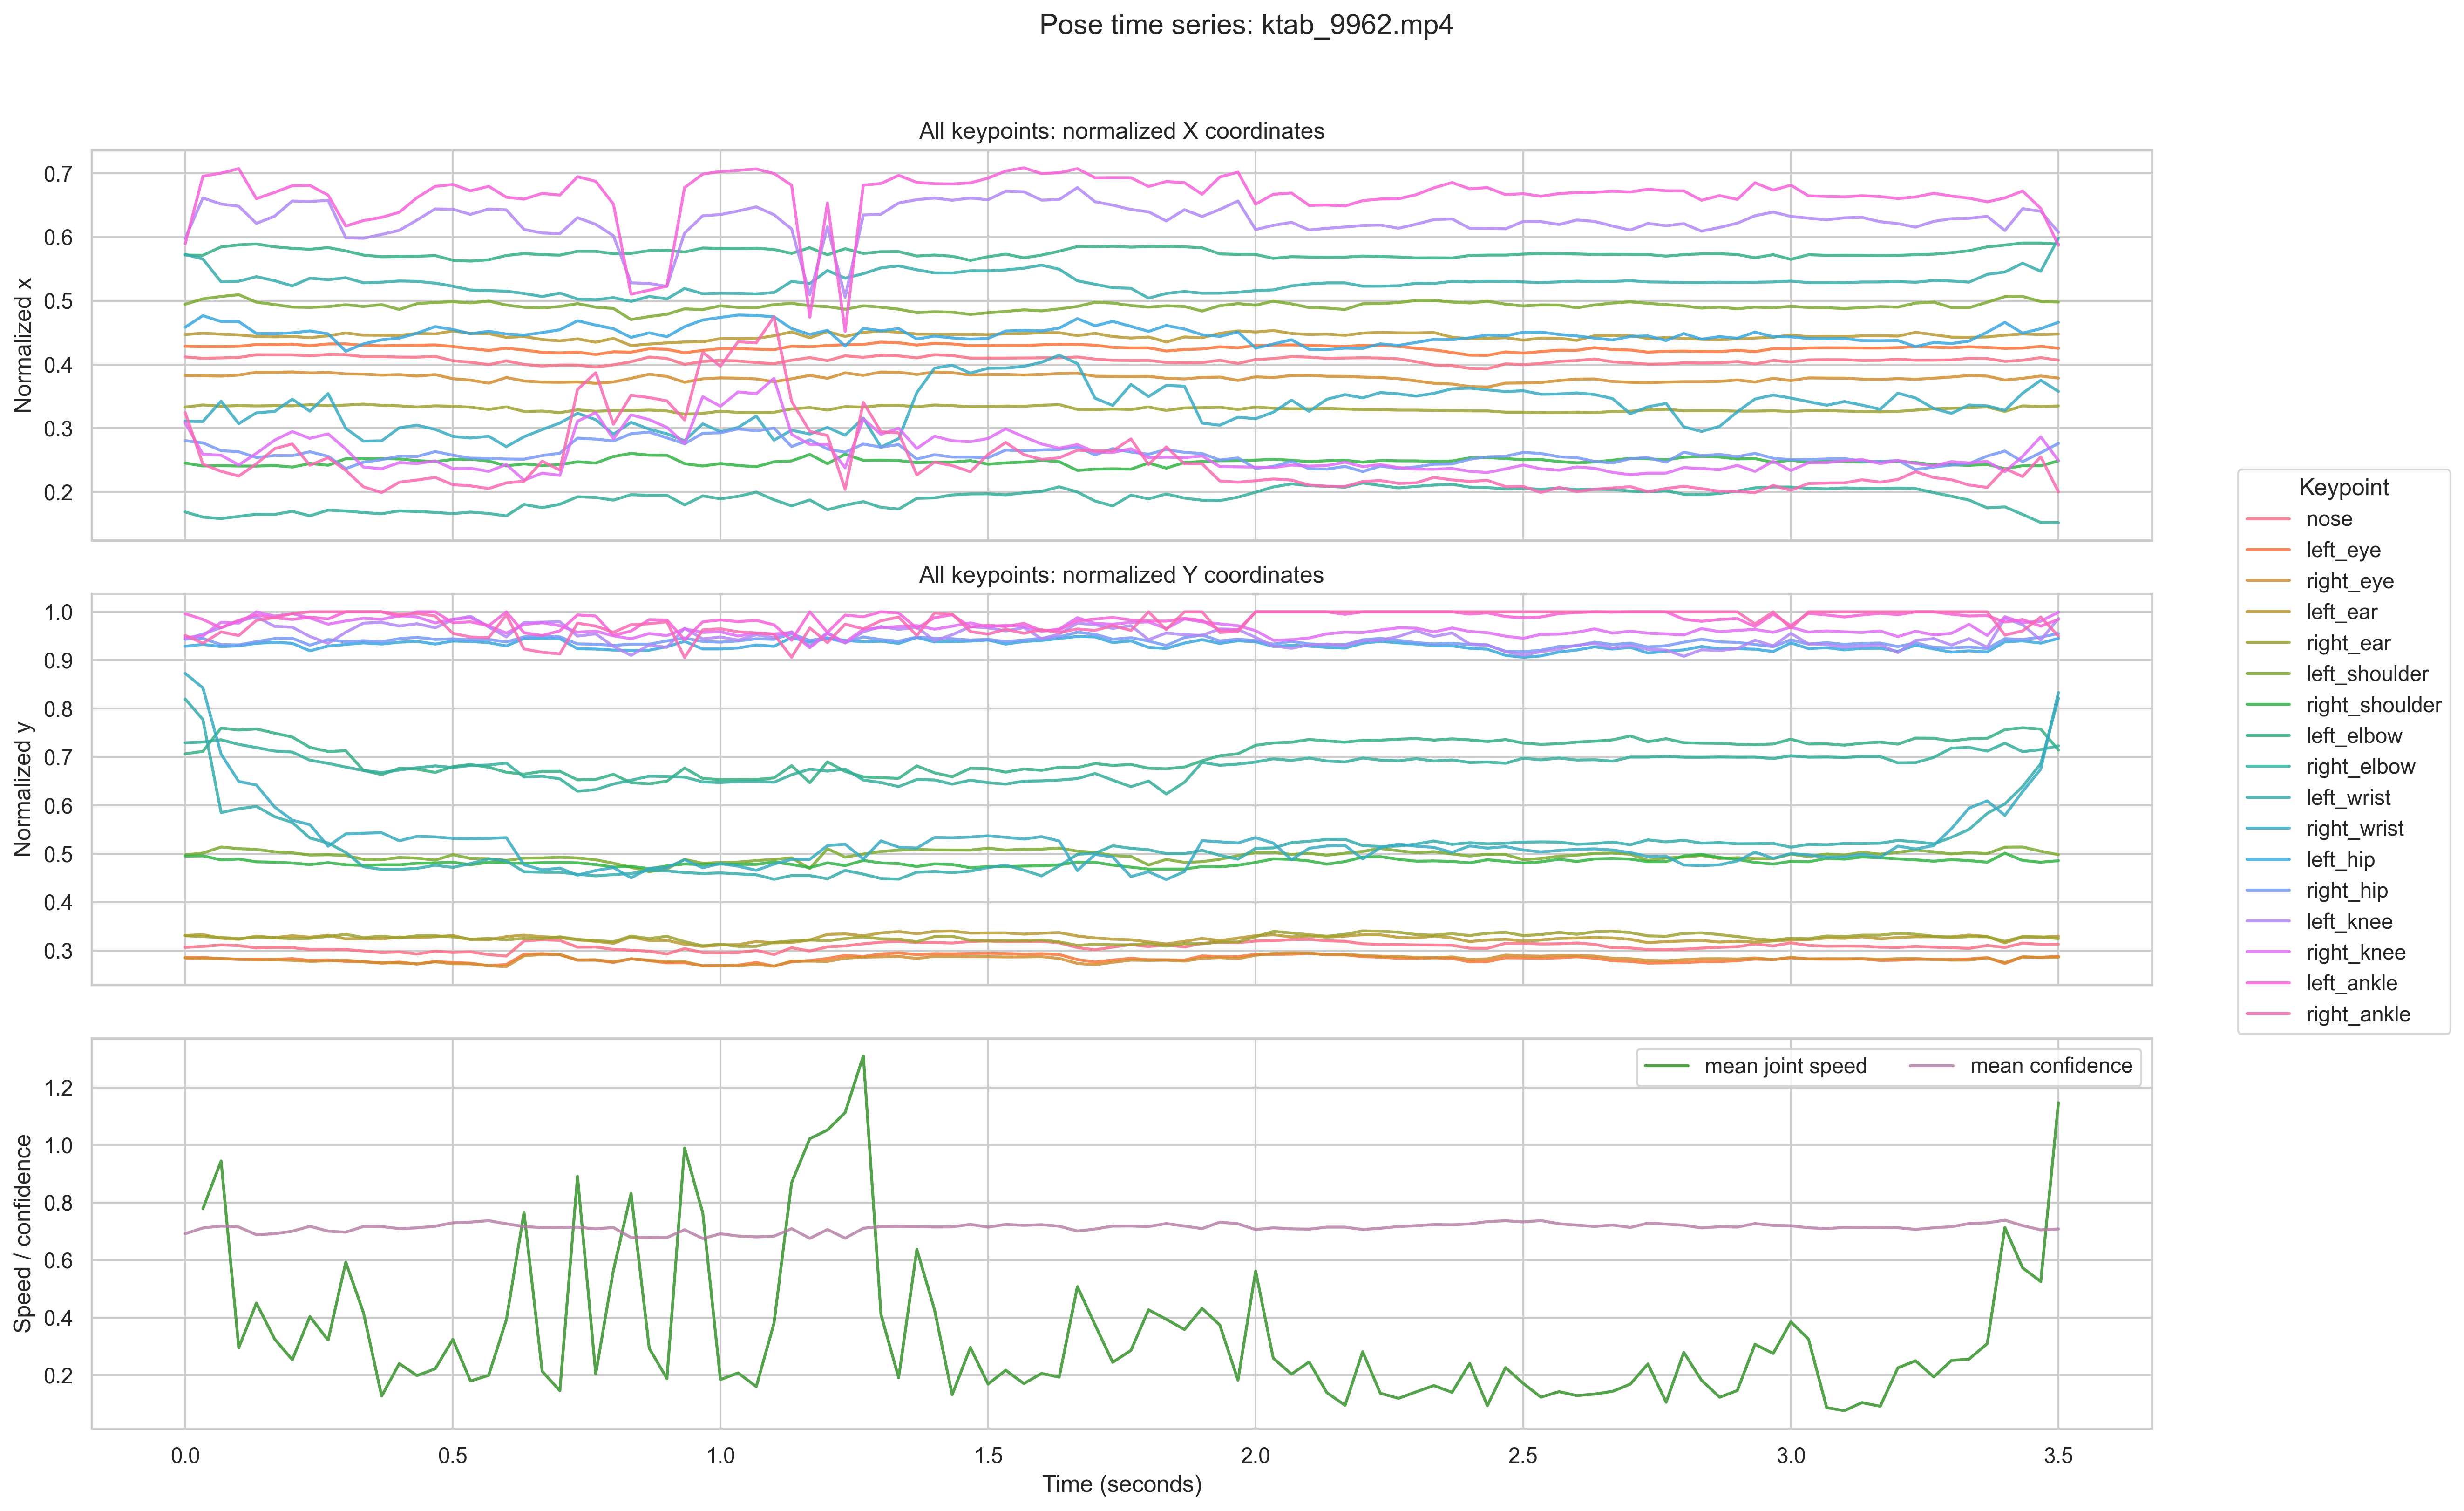 Pose time series: ktab_9962.mp4
All keypoints: normalized X coordinates
Normalized x
0.7
0.6
0.5
0.4
0.3
0.2
All keypoints: normalized Y coordinates
Normalized y
1.0
0.9
0.8
0.7
0.6
0.5
0.4
0.3
Keypoint
nose
left_eye
right_eye
left_ear
right_ear
left_shoulder
right_shoulder
left_elbow
right_elbow
left_wrist
right_wrist
left_hip
right_hip
left_knee
right_knee
left_ankle
right_ankle
mean joint speed
mean confidence
Speed / confidence
1.2
1.0
0.8
0.6
0.4
0.2
0.0 0.5 1.0 1.5 2.0 2.5 3.0 3.5
Time (seconds)